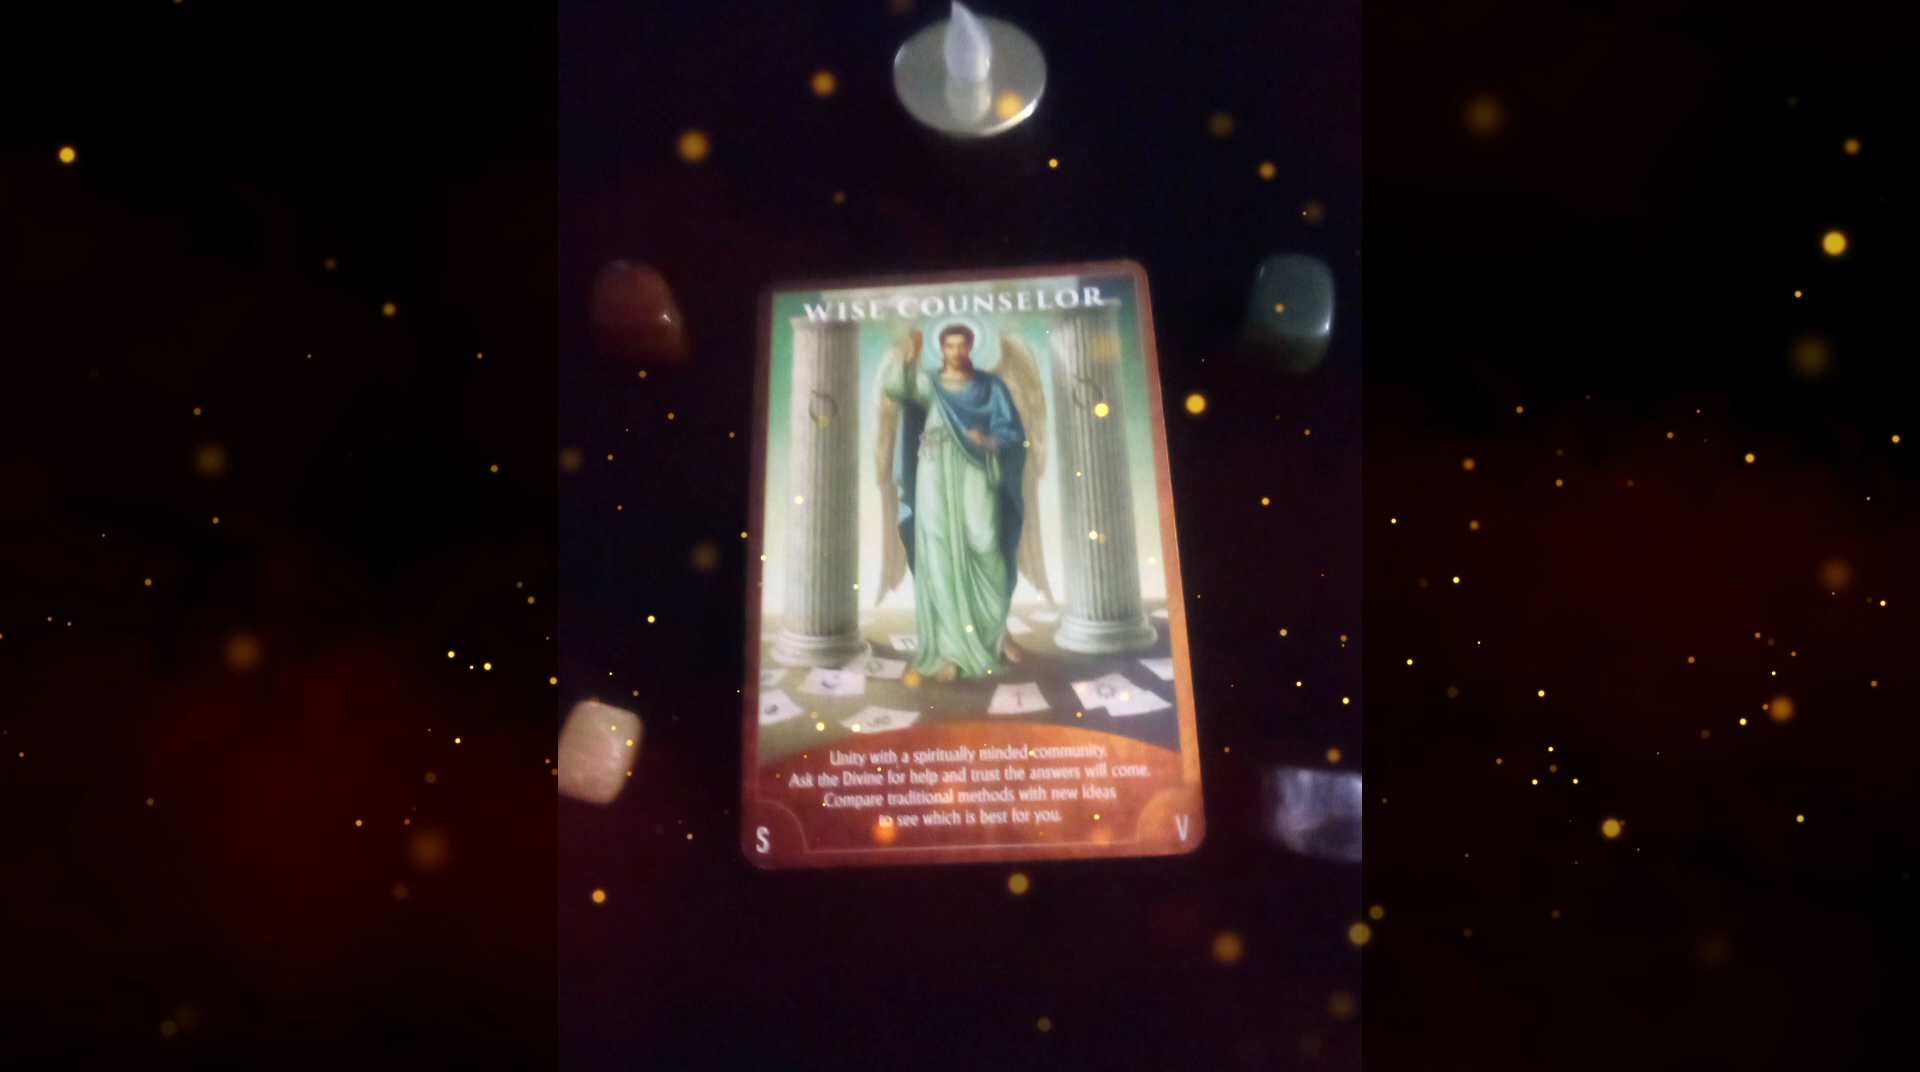 WISE COUNSELOR
Unity with a spiritually minded community.
Ask the Divine for help and trust the answers will come.
Compare traditional methods with new ideas
to see which is best for you.
S
V